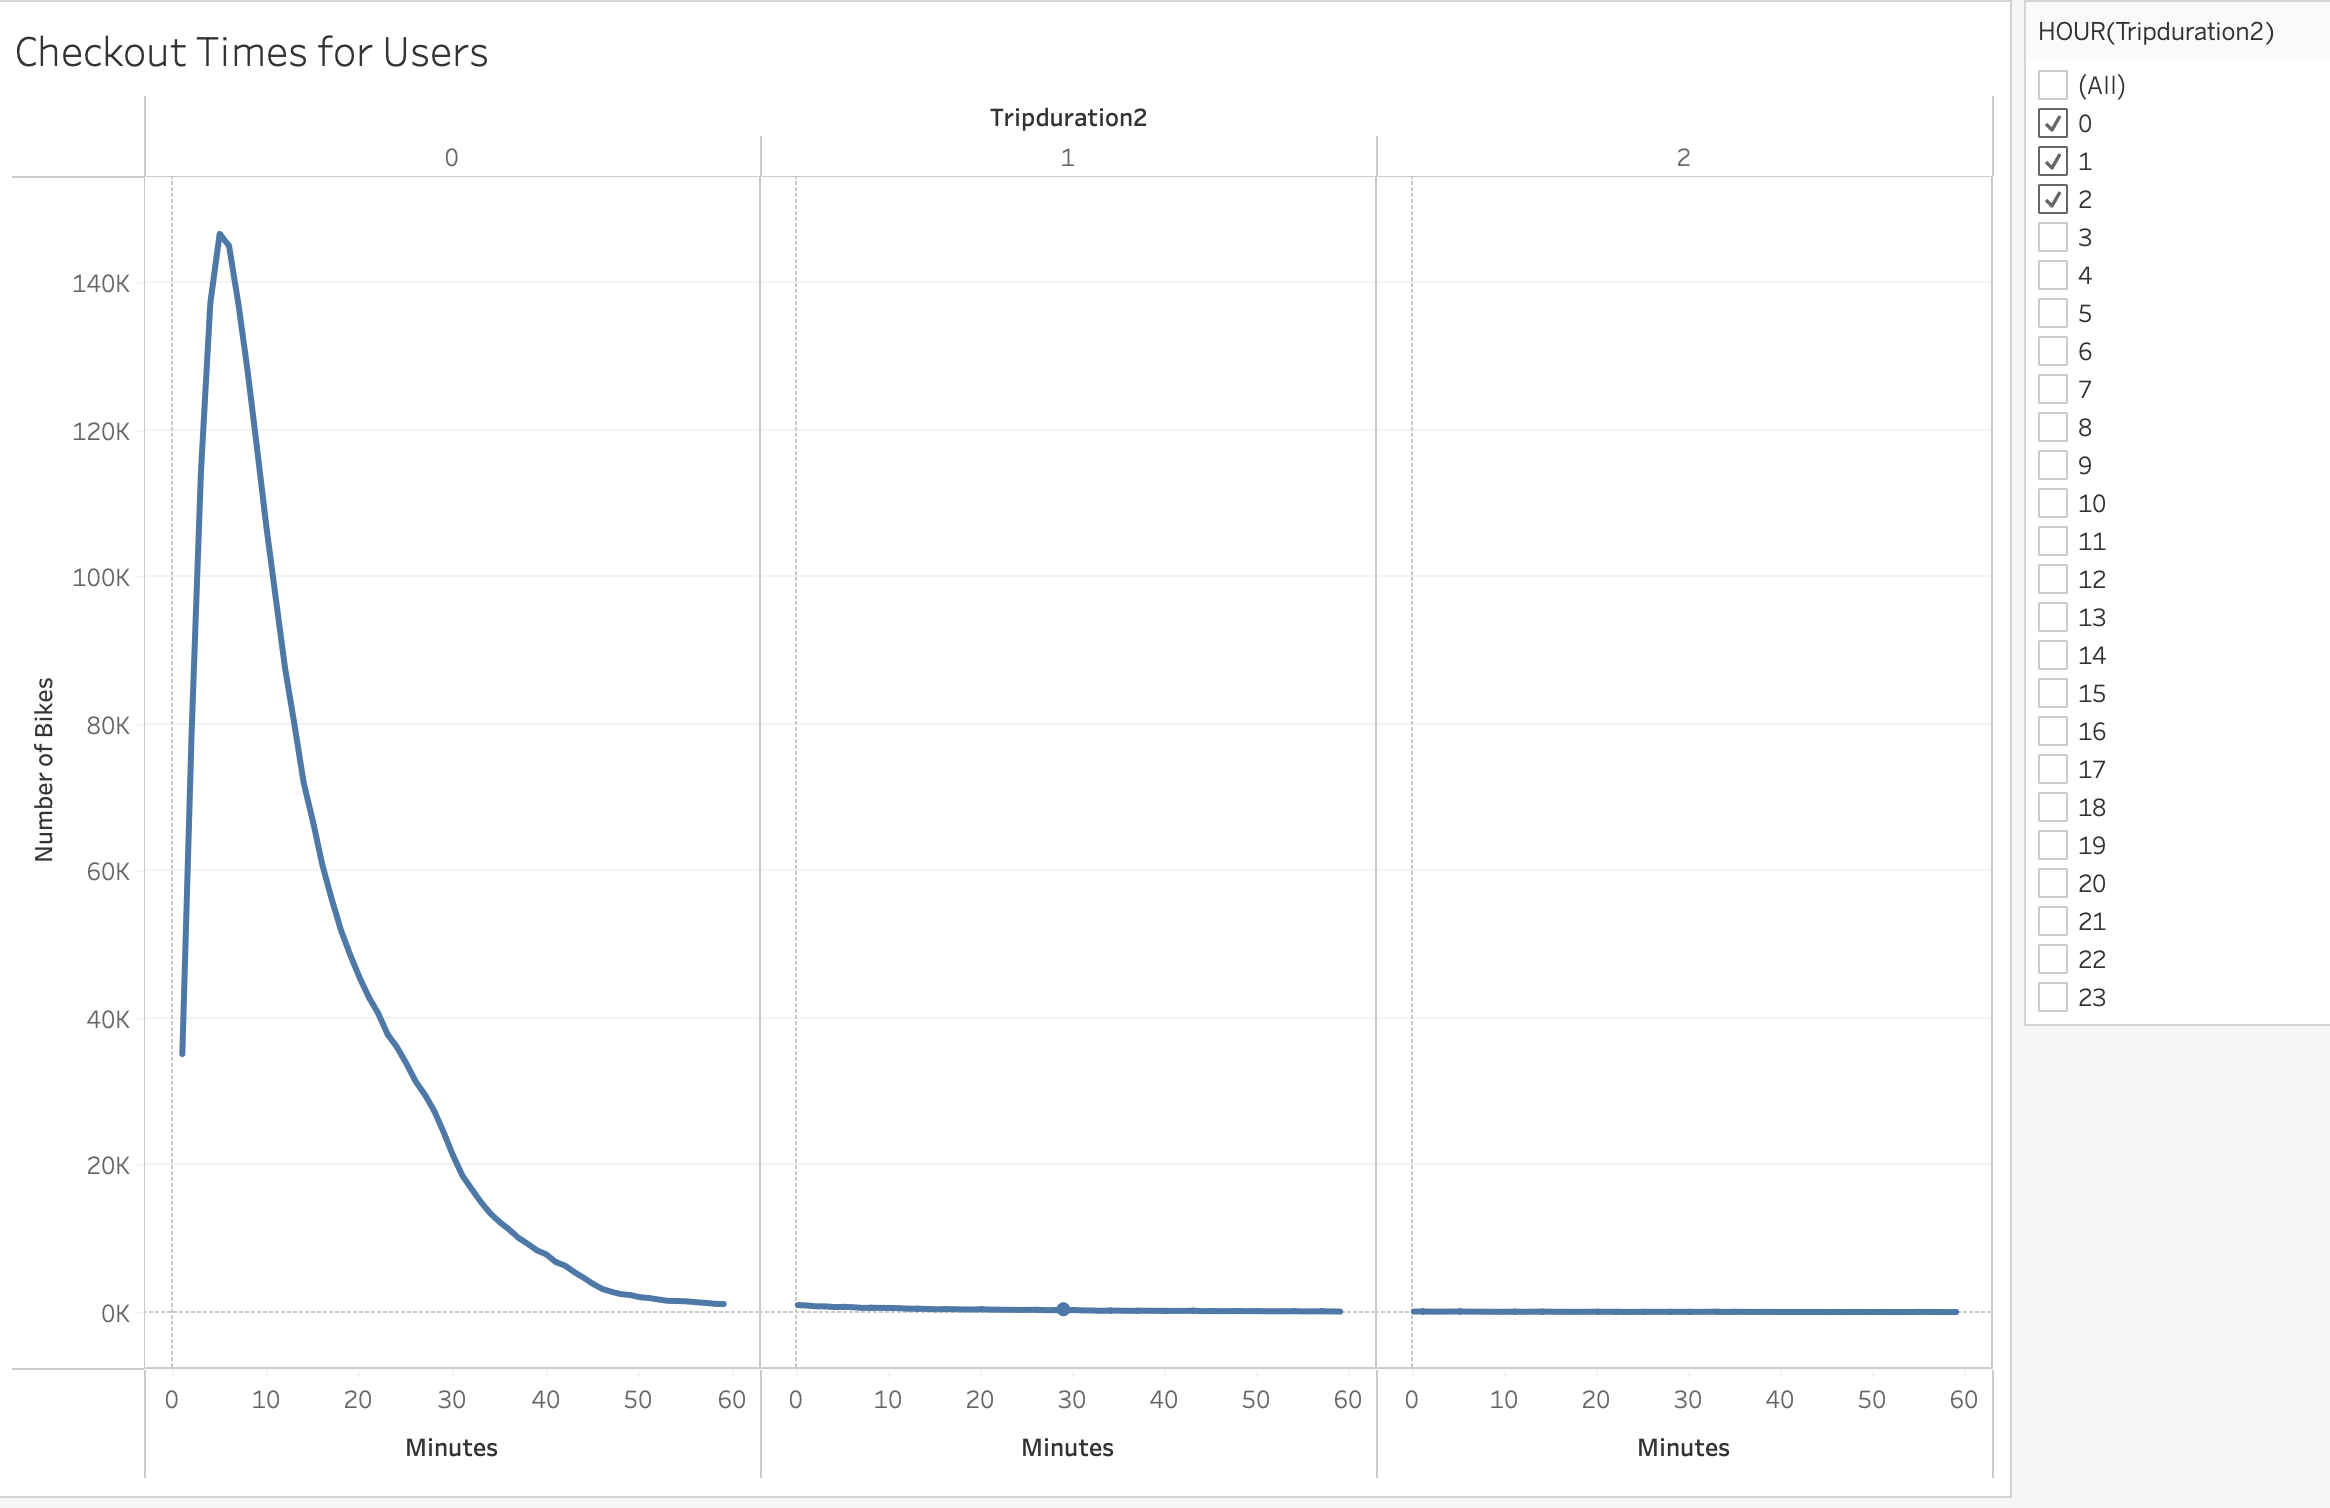 Checkout Times for Users
Tripduration2
0 1 2
140K
120K
100K
80K
60K
40K
20K
0K
Number of Bikes
0 10 20 30 40 50 60 0 10 20 30 40 50 60 0 10 20 30 40 50 60
Minutes Minutes Minutes
HOUR(Tripduration2)
(All)
0
1
2
3
4
5
6
7
8
9
10
11
12
13
14
15
16
17
18
19
20
21
22
23